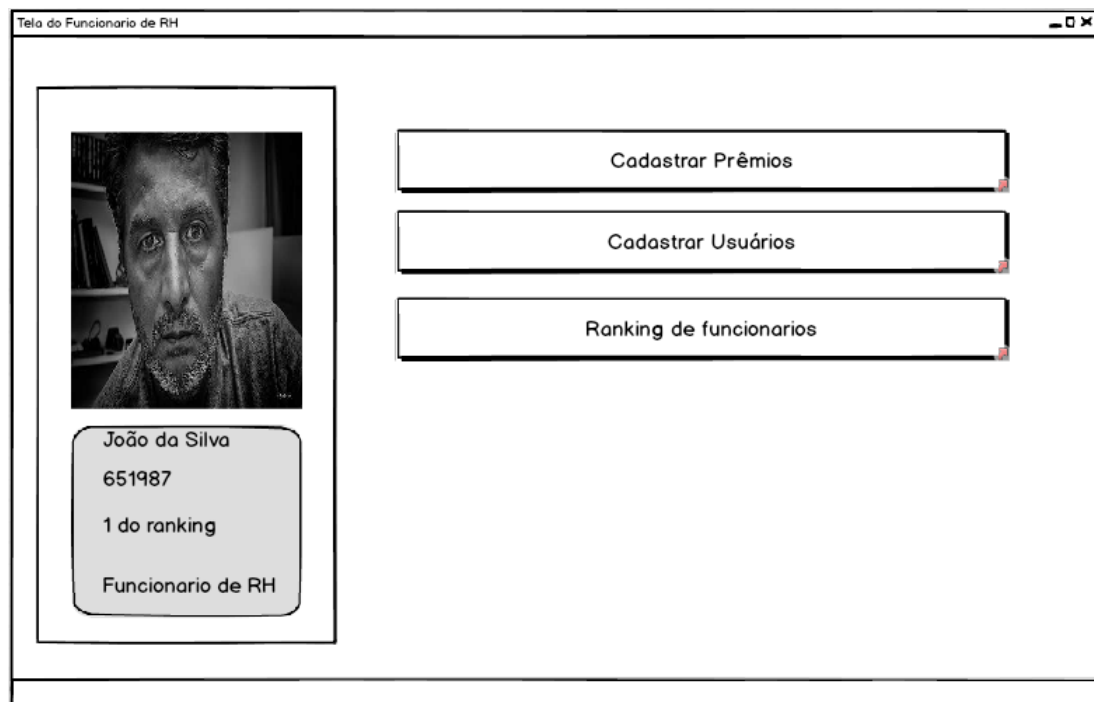 Tela do Funcionario de RH
Cadastrar Prêmios
Cadastrar Usuários
Ranking de funcionarios
João da Silva
651987
1 do ranking
Funcionario de RH